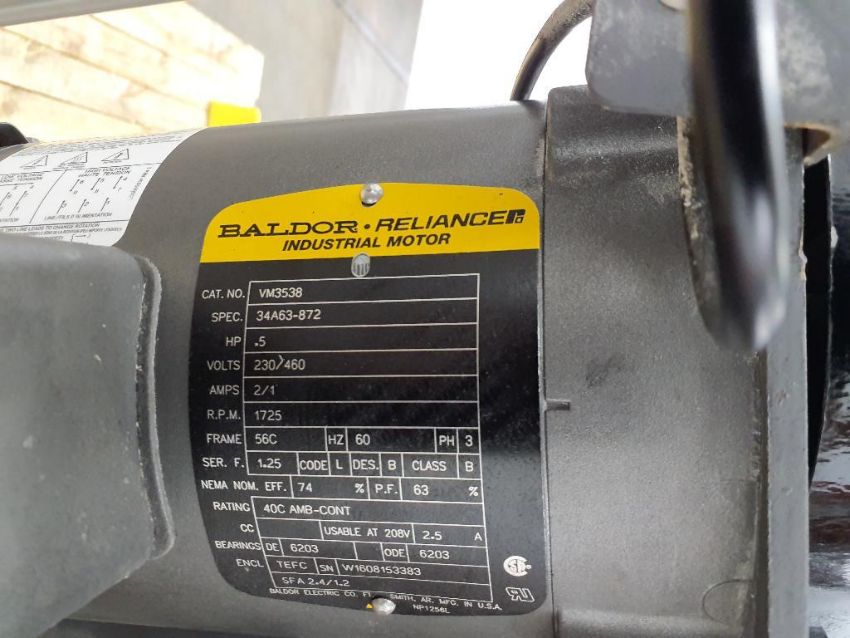 BALDOR • RELIANCE
INDUSTRIAL MOTOR
CAT. NO. VM3538
SPEC. 34A63-872
HP .5
VOLTS 230/460
AMPS 2/1
R.P.M. 1725
FRAME 56C HZ 60 PH 3
SER. F. 1.25 CODE L DES. B CLASS B
NEMA NOM. EFF. 74 % P.F. 63 %
RATING 40C AMB-CONT
CC USABLE AT 208V 2.5 A
BEARINGS DE 6203 ODE 6203
ENCL TEFC SN W1608153383
SFA 2.4/1.2
BALDOR ELECTRIC CO. SMITH, AR. MFG. IN U.S.A.
NP1256L
LOW VOLTAGE